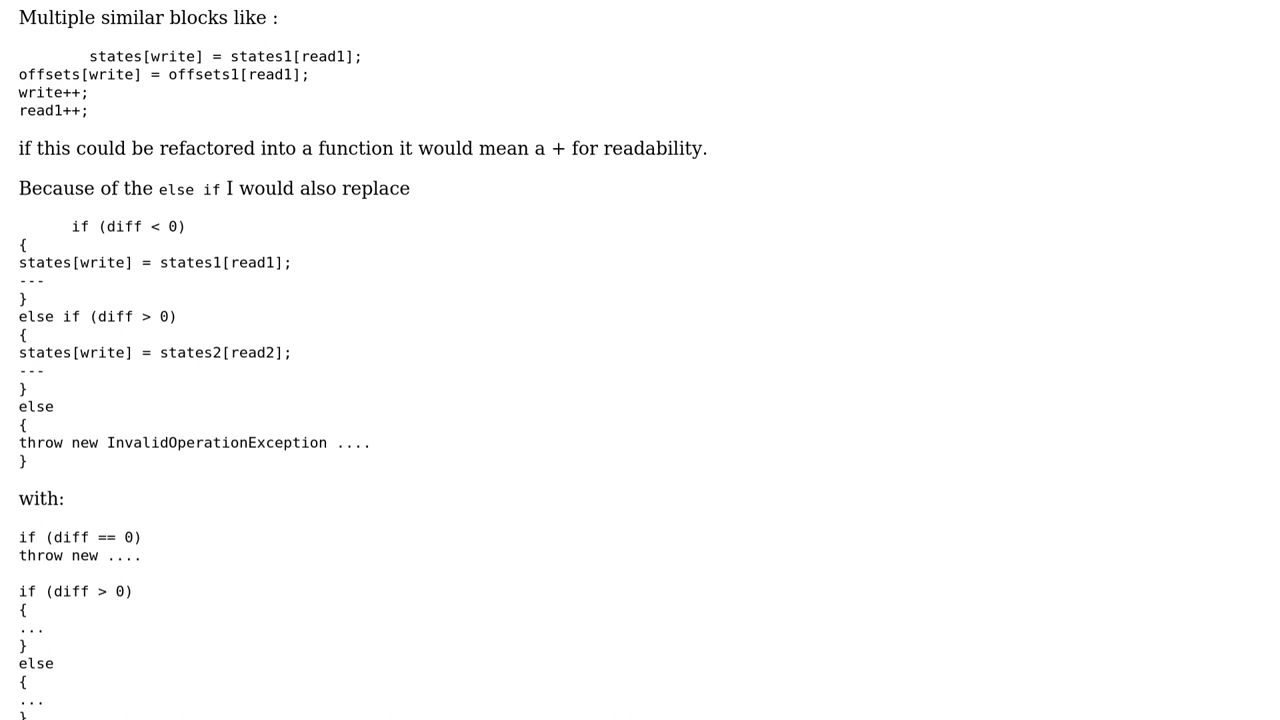 Multiple similar blocks like :
        states[write] = states1[read1];
offsets[write] = offsets1[read1];
write++;
read1++;
if this could be refactored into a function it would mean a + for readability.
Because of the else if I would also replace
      if (diff < 0)
{
states[write] = states1[read1];
---
}
else if (diff > 0)
{
states[write] = states2[read2];
---
}
else
{
throw new InvalidOperationException ....
}
with:
if (diff == 0)
throw new ....
if (diff > 0)
{
...
}
else
{
...
}